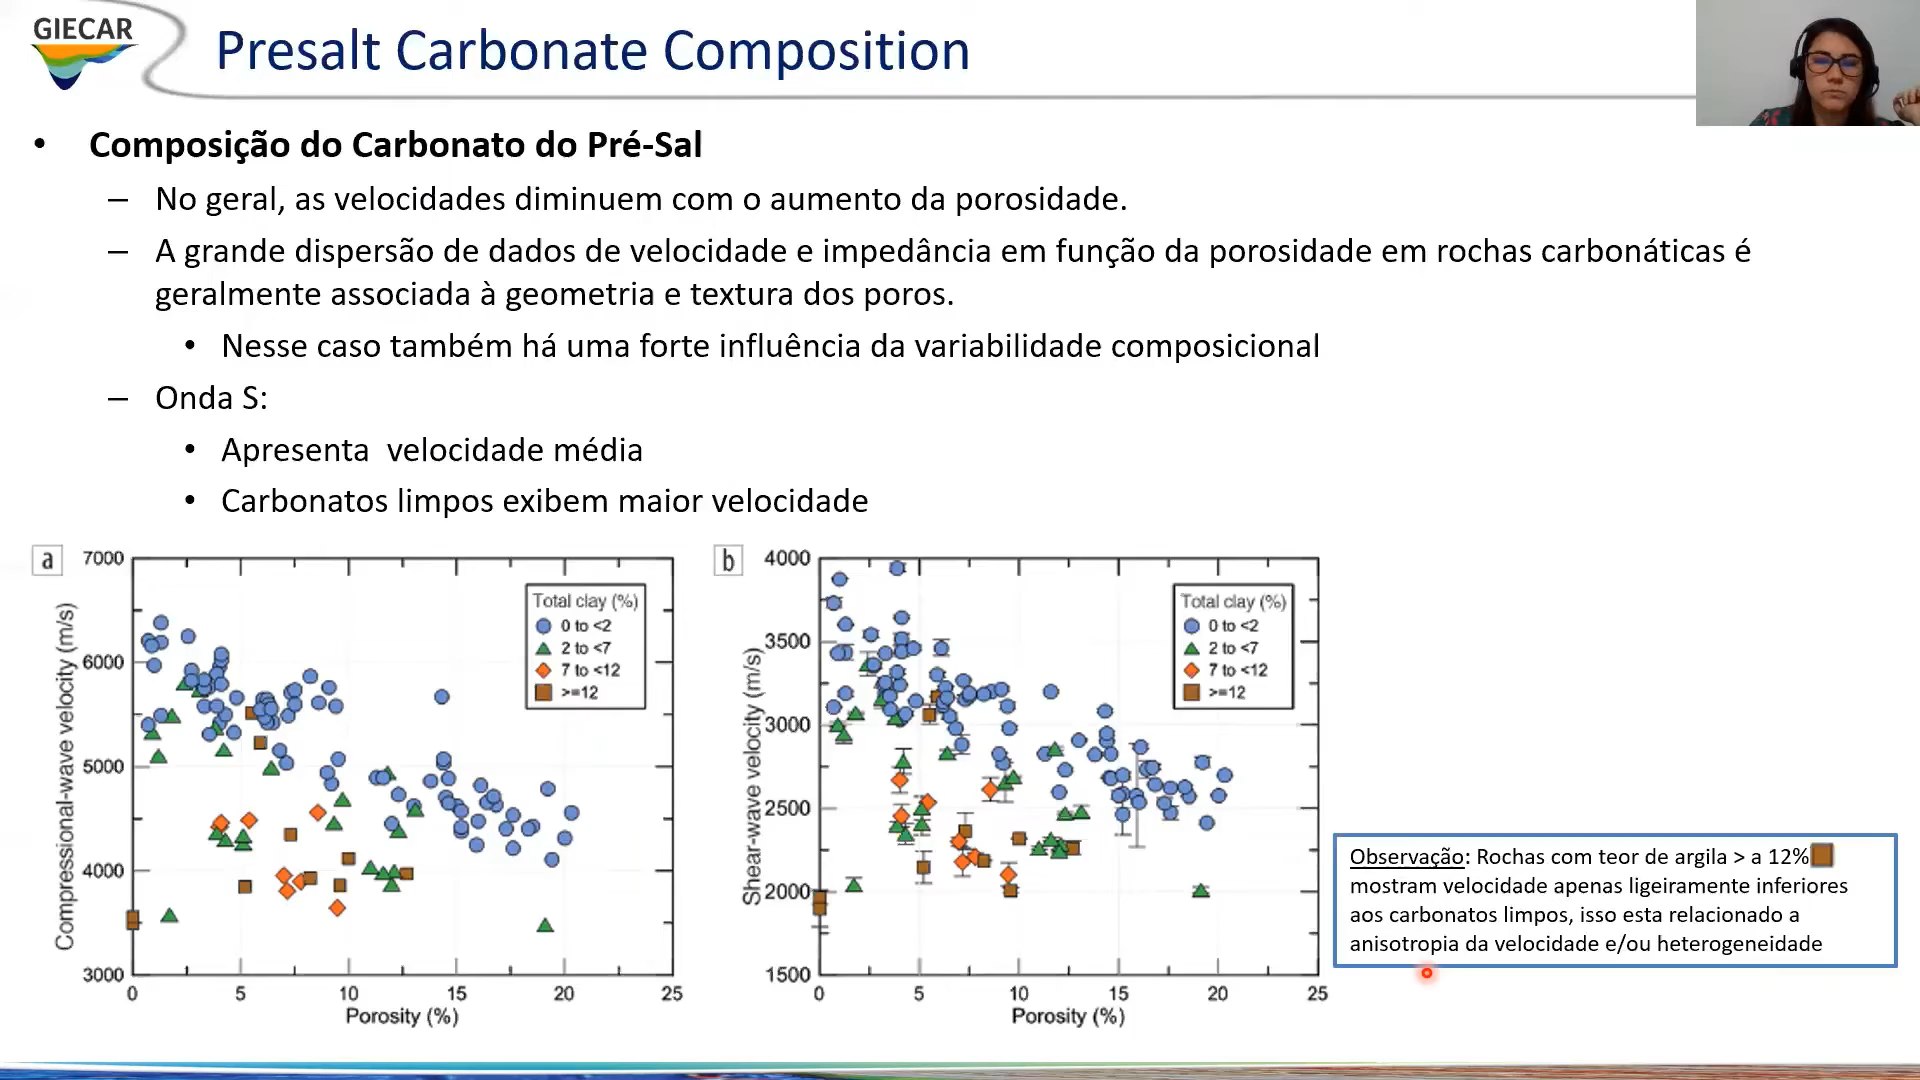 GIECAR
Presalt Carbonate Composition
• Composição do Carbonato do Pré-Sal
– No geral, as velocidades diminuem com o aumento da porosidade.
– A grande dispersão de dados de velocidade e impedância em função da porosidade em rochas carbonáticas é
geralmente associada à geometria e textura dos poros.
• Nesse caso também há uma forte influência da variabilidade composicional
– Onda S:
• Apresenta velocidade média
• Carbonatos limpos exibem maior velocidade
a
7000
6000
5000
4000
3000
0 5 10 15 20 25
Compressional-wave velocity (m/s)
Porosity (%)
Total clay (%)
0 to <2
2 to <7
7 to <12
>=12
b
4000
3500
3000
2500
2000
1500
0 5 10 15 20 25
Shear-wave velocity (m/s)
Porosity (%)
Total clay (%)
0 to <2
2 to <7
7 to <12
>=12
Observação: Rochas com teor de argila > a 12%
mostram velocidade apenas ligeiramente inferiores
aos carbonatos limpos, isso esta relacionado a
anisotropia da velocidade e/ou heterogeneidade